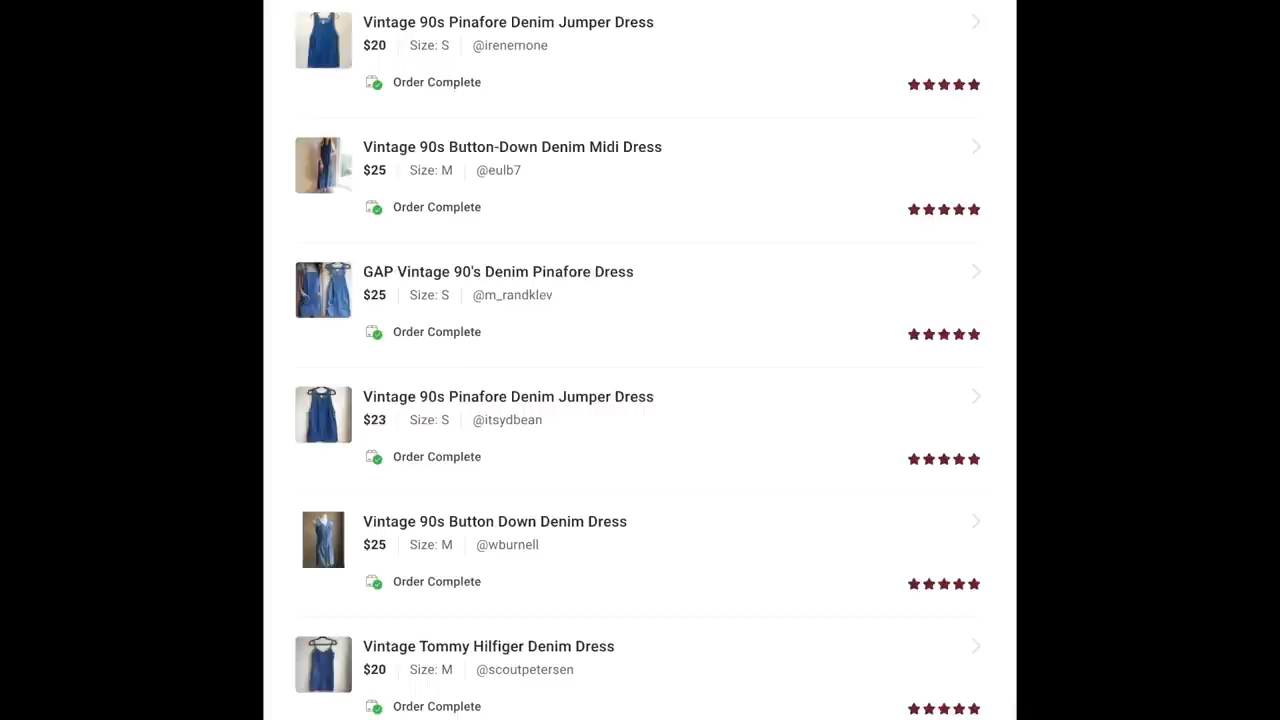 Vintage 90s Pinafore Denim Jumper Dress
$20 Size: S @irenemone
Order Complete
Vintage 90s Button-Down Denim Midi Dress
$25 Size: M @eulb7
Order Complete
GAP Vintage 90's Denim Pinafore Dress
$25 Size: S @m_randklev
Order Complete
Vintage 90s Pinafore Denim Jumper Dress
$23 Size: S @itsydbean
Order Complete
Vintage 90s Button Down Denim Dress
$25 Size: M @wburnell
Order Complete
Vintage Tommy Hilfiger Denim Dress
$20 Size: M @scoutpetersen
Order Complete